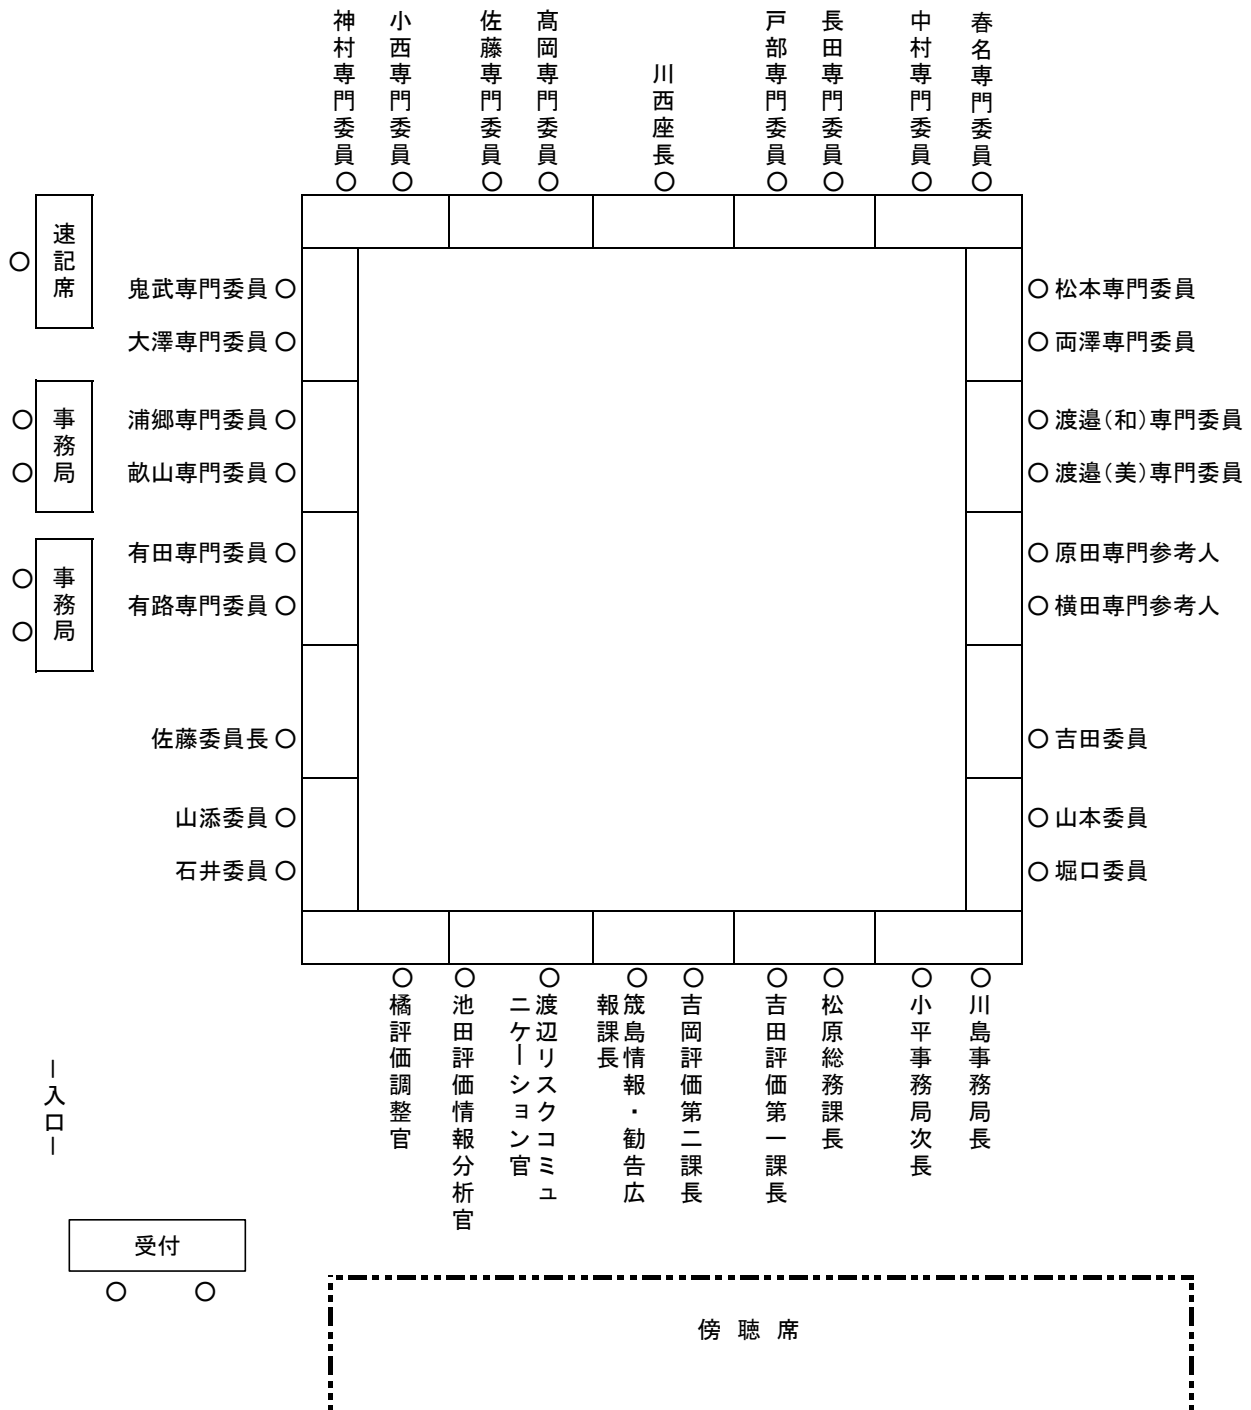 神村専門委員
小西専門委員
佐藤専門委員
髙岡専門委員
川西座長
戸部専門委員
長田専門委員
中村専門委員
春名専門委員
速記席
事務局
事務局
鬼武専門委員
大澤専門委員
浦郷専門委員
畝山専門委員
有田専門委員
有路専門委員
佐藤委員長
山添委員
石井委員
松本専門委員
両澤専門委員
渡邉(和)専門委員
渡邉(美)専門委員
原田専門参考人
横田専門参考人
吉田委員
山本委員
堀口委員
橘評価調整官
池田評価情報分析官
渡辺リスクコミュ
ニケーション官
筬島情報・勧告広
報課長
吉岡評価第二課長
吉田評価第一課長
松原総務課長
小平事務局次長
川島事務局長
ー入口ー
受付
傍聴席